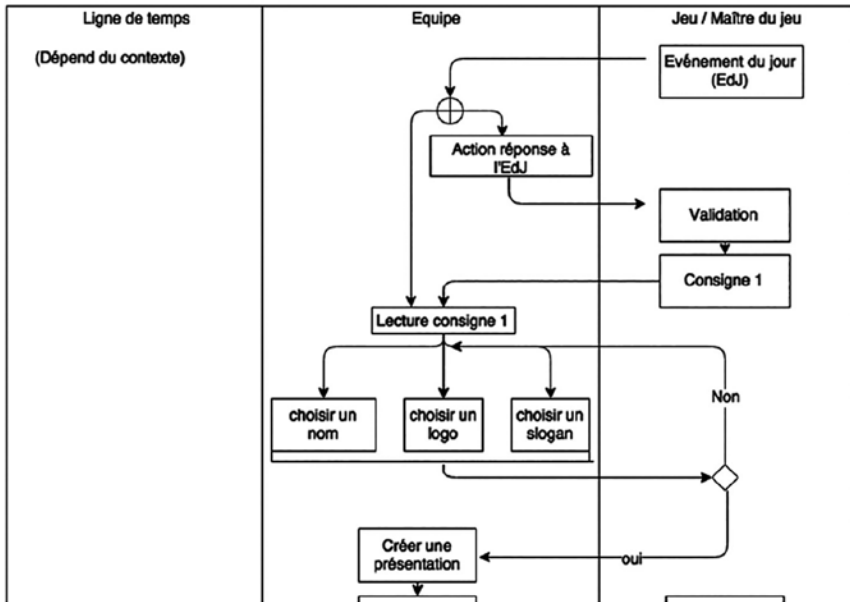 Ligne de temps
Equipe
Jeu / Maître du jeu
(Dépend du contexte)
Evénement du jour
(EdJ)
Action réponse à
l'EdJ
Validation
Consigne 1
Lecture consigne 1
choisir un
nom
choisir un
logo
choisir un
slogan
Non
Créer une
présentation
oui